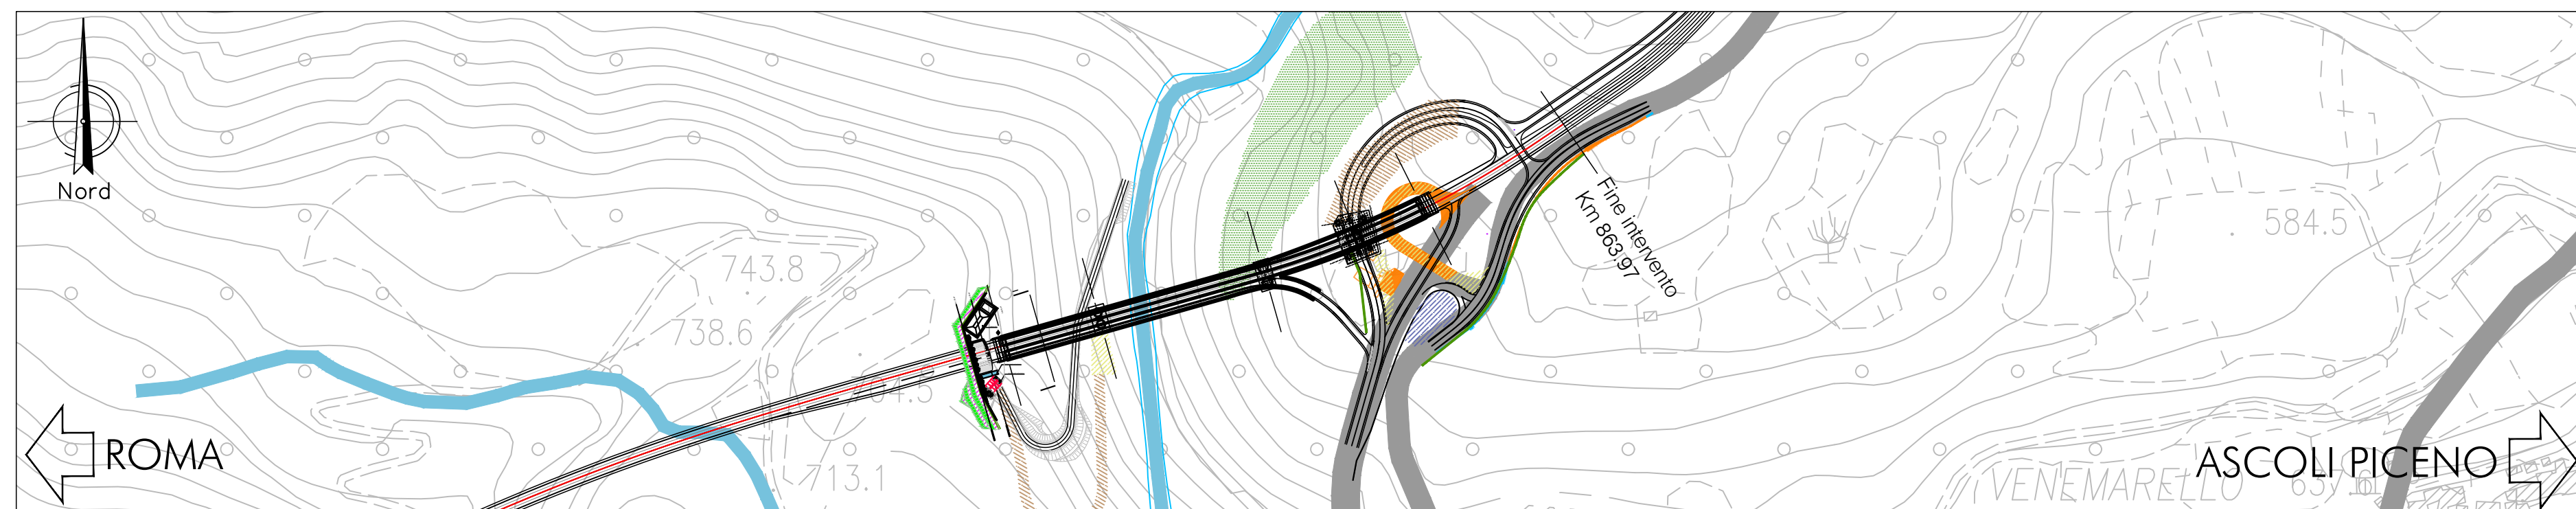 Nord
743.8
738.6
713.1
ROMA
Fine intervento
Km 863.97
584.5
ASCOLI PICENO
VENEMARELLO